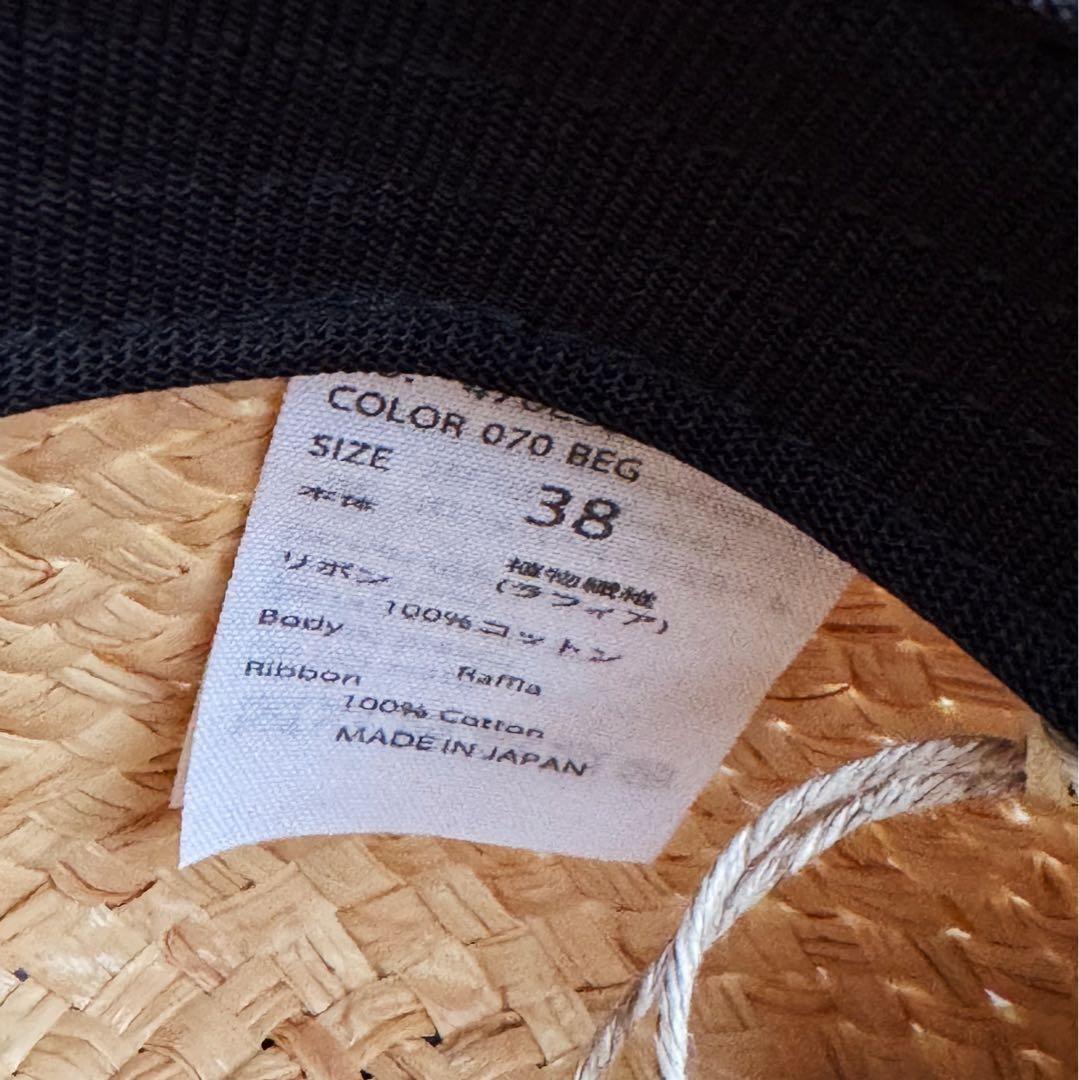 COLOR 070 BEG
SIZE 38
本体 植物繊維
(ラフィア)
リボン 100% コットン
Body Raffia
Ribbon 100% Cotton
MADE IN JAPAN